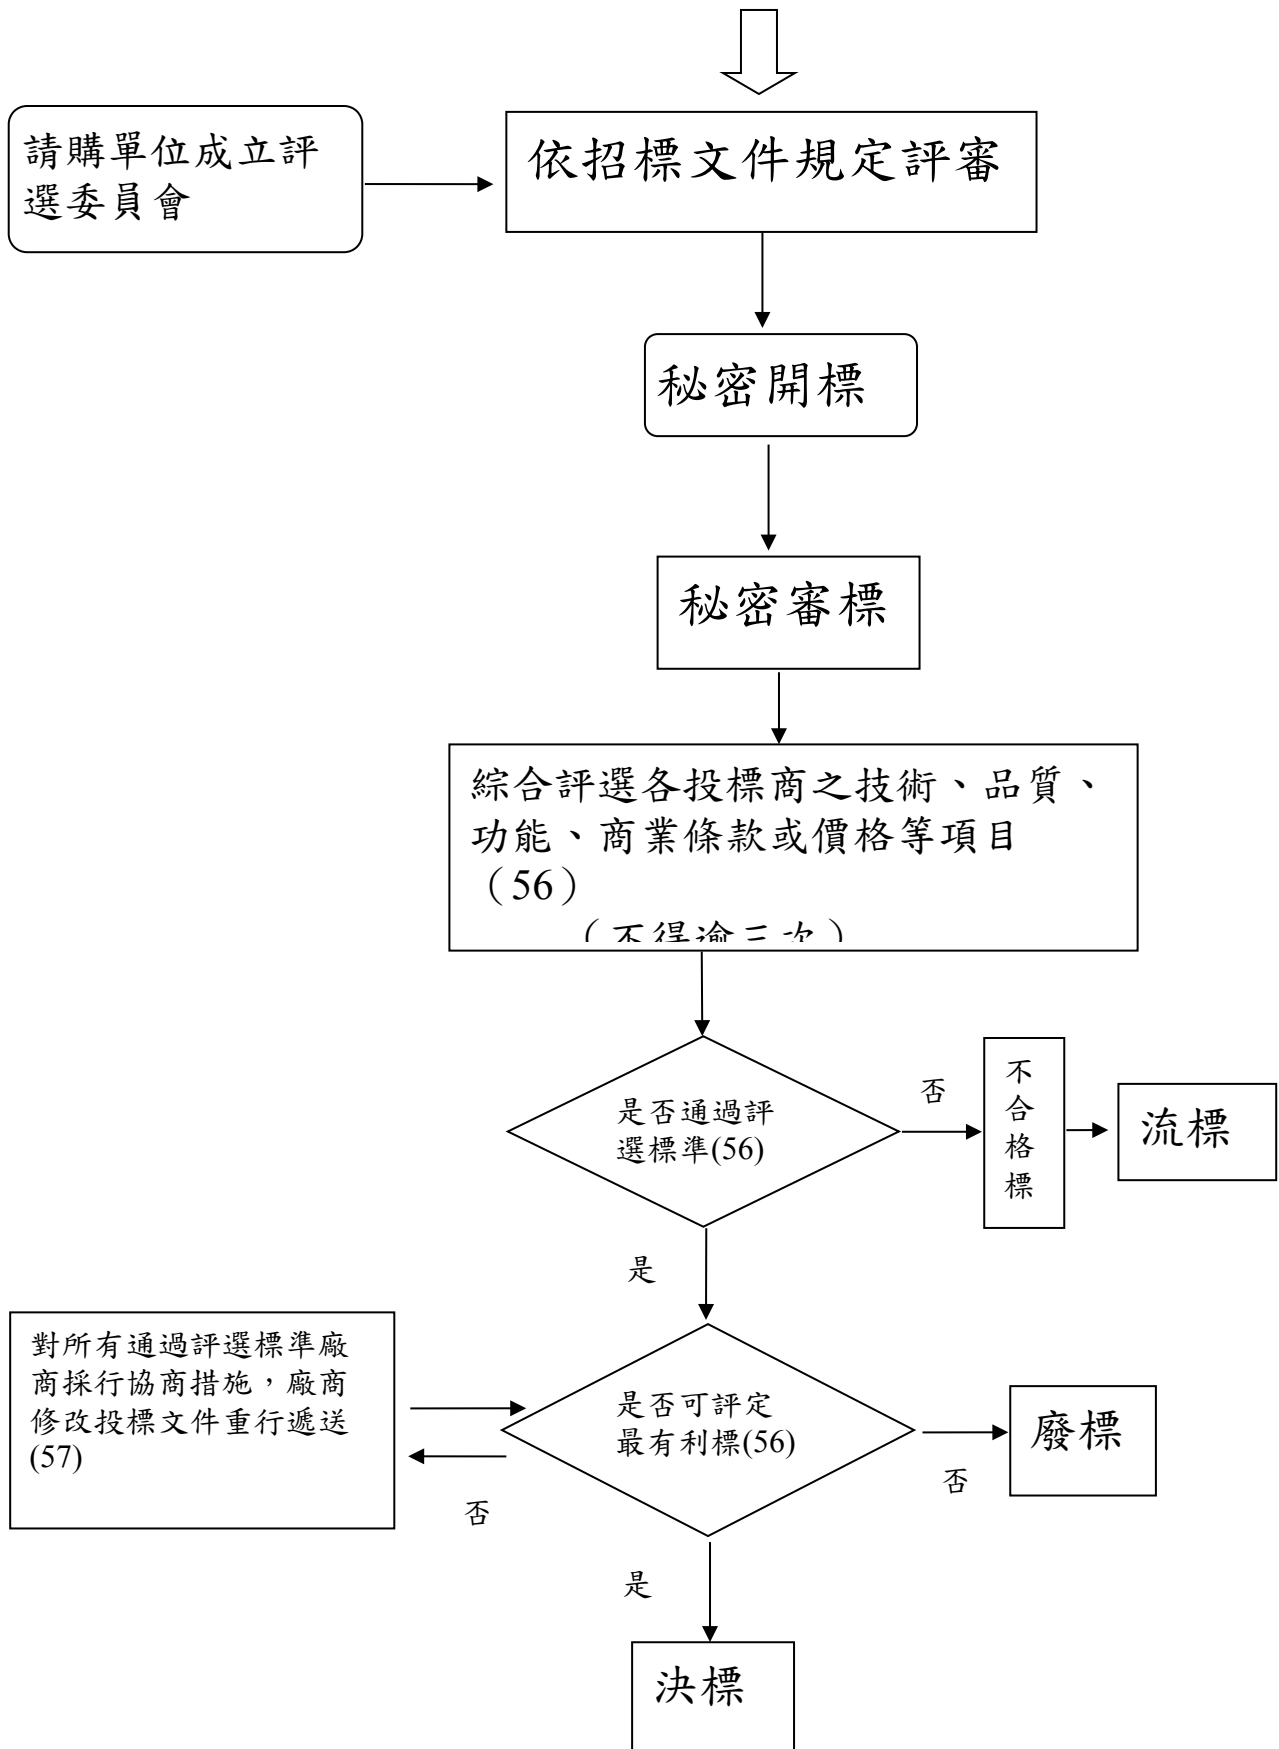 請購單位成立評
選委員會
依招標文件規定評審
秘密開標
秘密審標
綜合評選各投標商之技術、品質、
功能、商業條款或價格等項目
（56）
（不得逾三次）
是否通過評
選標準(56)
否
不
合
格
標
流標
是
對所有通過評選標準廠
商採行協商措施，廠商
修改投標文件重行遞送
(57)
否
是否可評定
最有利標(56)
否
廢標
是
決標